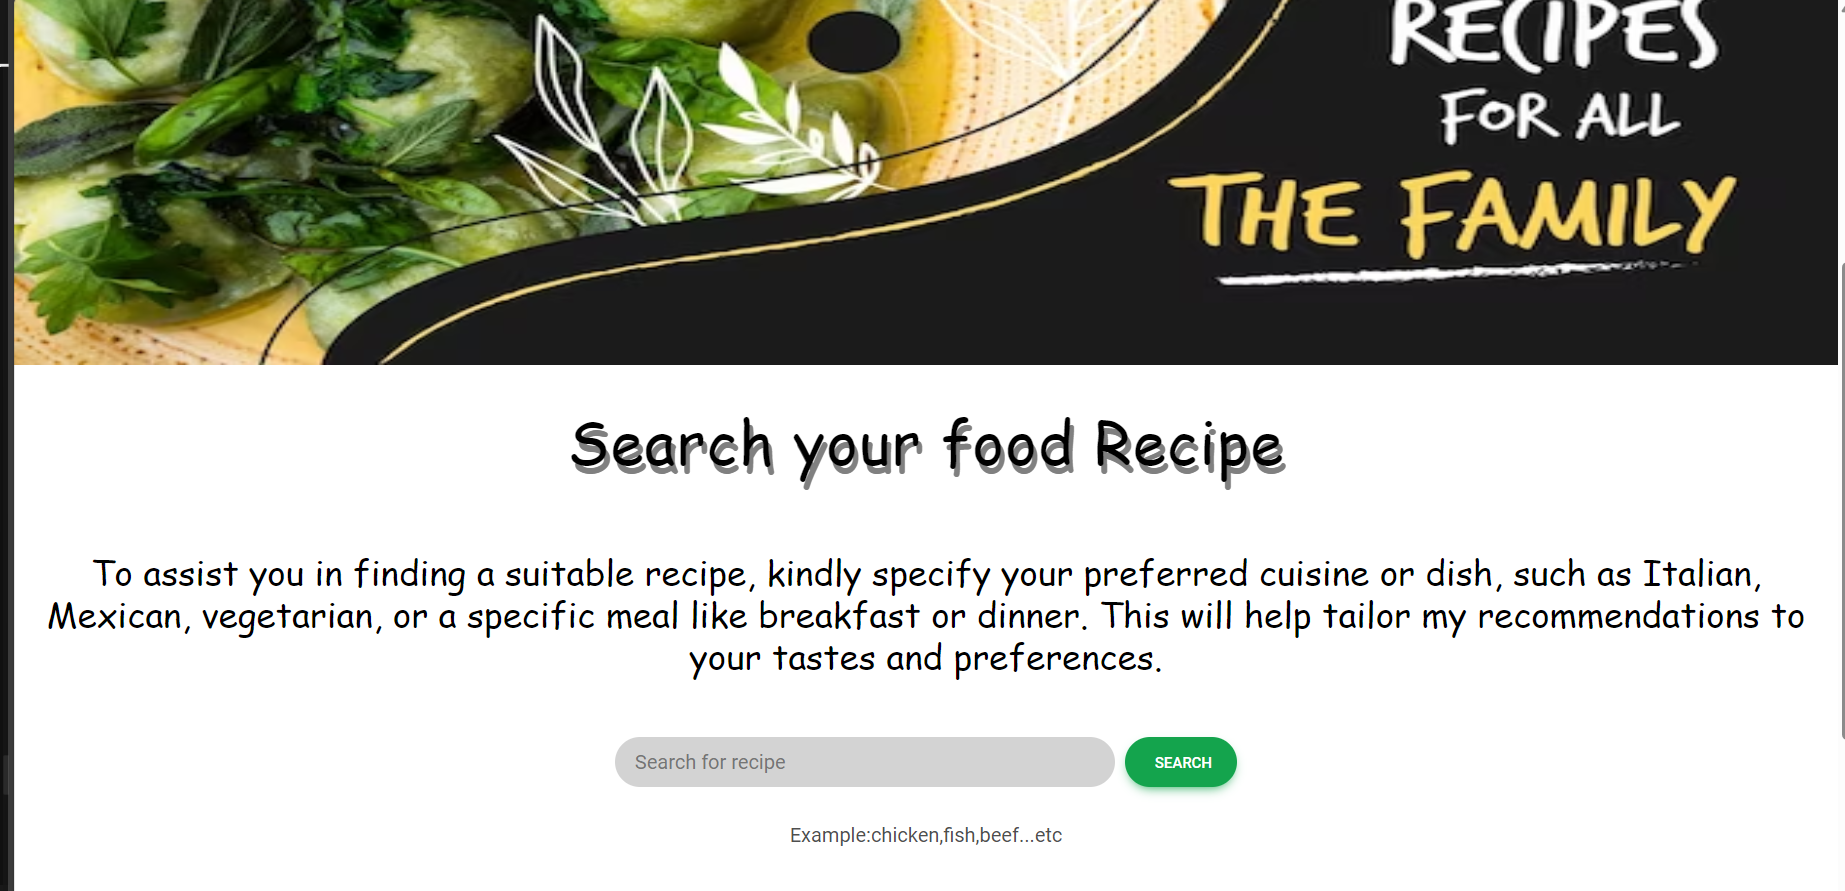 RECIPES
FOR ALL
THE FAMILY
Search your food Recipe
To assist you in finding a suitable recipe, kindly specify your preferred cuisine or dish, such as Italian,
Mexican, vegetarian, or a specific meal like breakfast or dinner. This will help tailor my recommendations to
your tastes and preferences.
Search for recipe
SEARCH
Example:chicken,fish,beef...etc